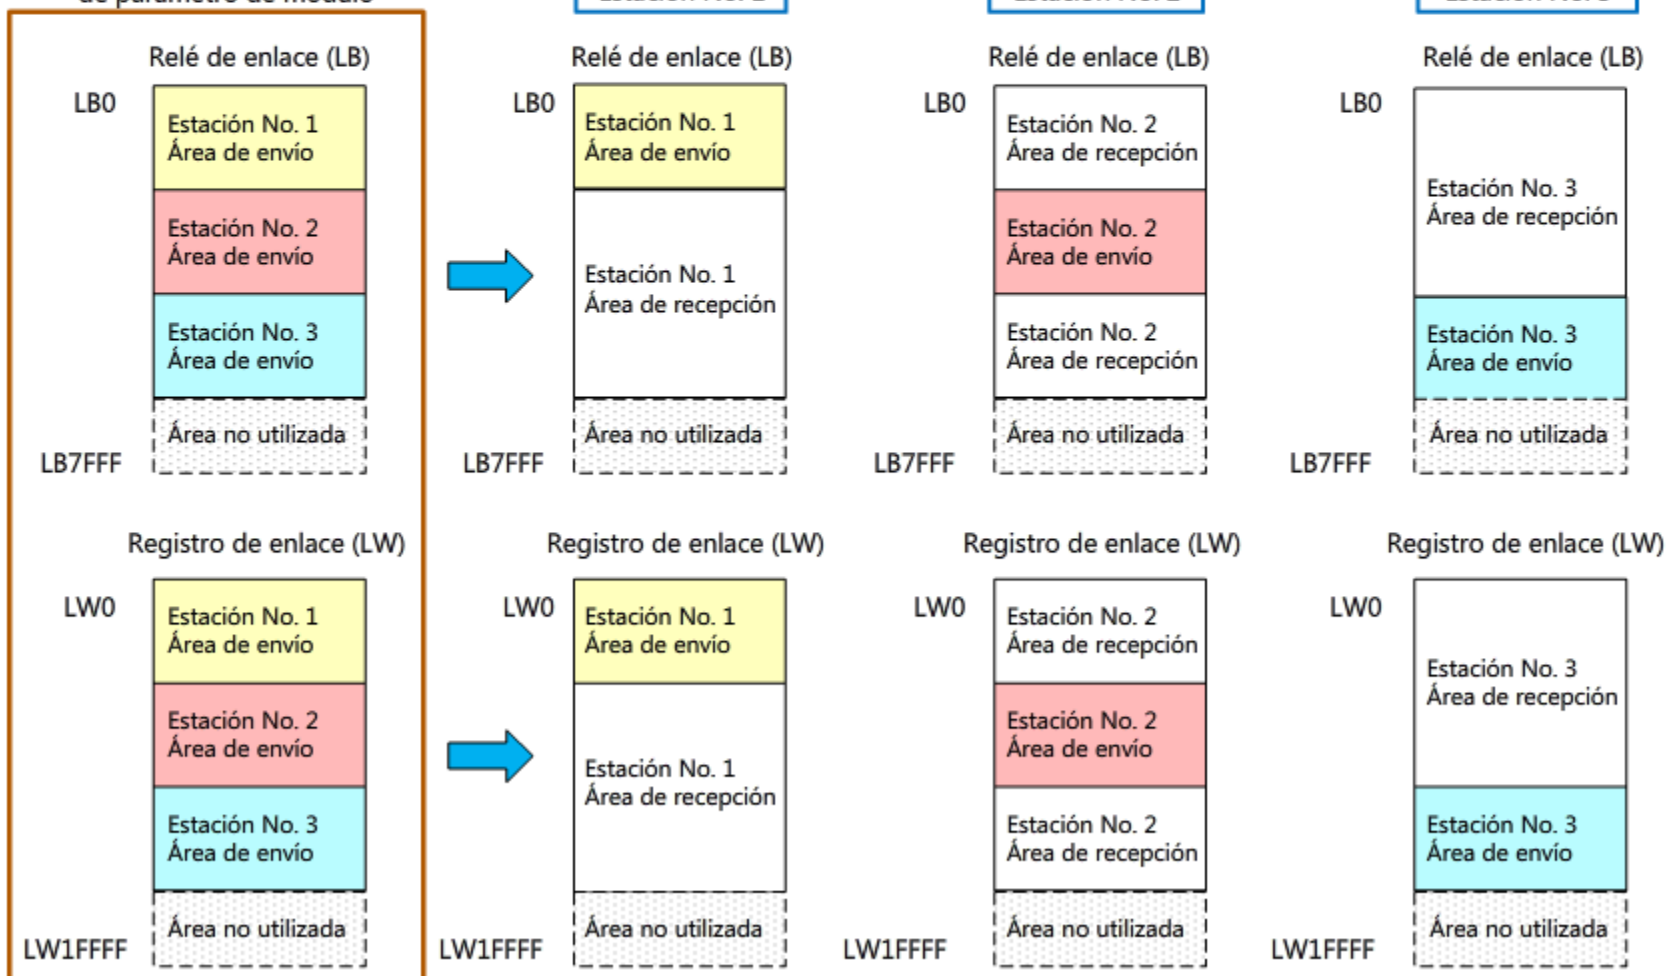 de parámetro de módulo
Relé de enlace (LB)
LB0
Estación No. 1
Área de envío
Estación No. 2
Área de envío
Estación No. 3
Área de envío
Área no utilizada
LB7FFF
Registro de enlace (LW)
LW0
Estación No. 1
Área de envío
Estación No. 2
Área de envío
Estación No. 3
Área de envío
Área no utilizada
LW1FFFF
Relé de enlace (LB)
LB0
Estación No. 1
Área de envío
Estación No. 1
Área de recepción
Área no utilizada
LB7FFF
Registro de enlace (LW)
LW0
Estación No. 1
Área de envío
Estación No. 1
Área de recepción
Área no utilizada
LW1FFFF
Relé de enlace (LB)
LB0
Estación No. 2
Área de recepción
Estación No. 2
Área de envío
Estación No. 2
Área de recepción
Área no utilizada
LB7FFF
Registro de enlace (LW)
LW0
Estación No. 2
Área de recepción
Estación No. 2
Área de envío
Estación No. 2
Área de recepción
Área no utilizada
LW1FFFF
Relé de enlace (LB)
LB0
Estación No. 3
Área de recepción
Estación No. 3
Área de envío
Área no utilizada
LB7FFF
Registro de enlace (LW)
LW0
Estación No. 3
Área de recepción
Estación No. 3
Área de envío
Área no utilizada
LW1FFFF